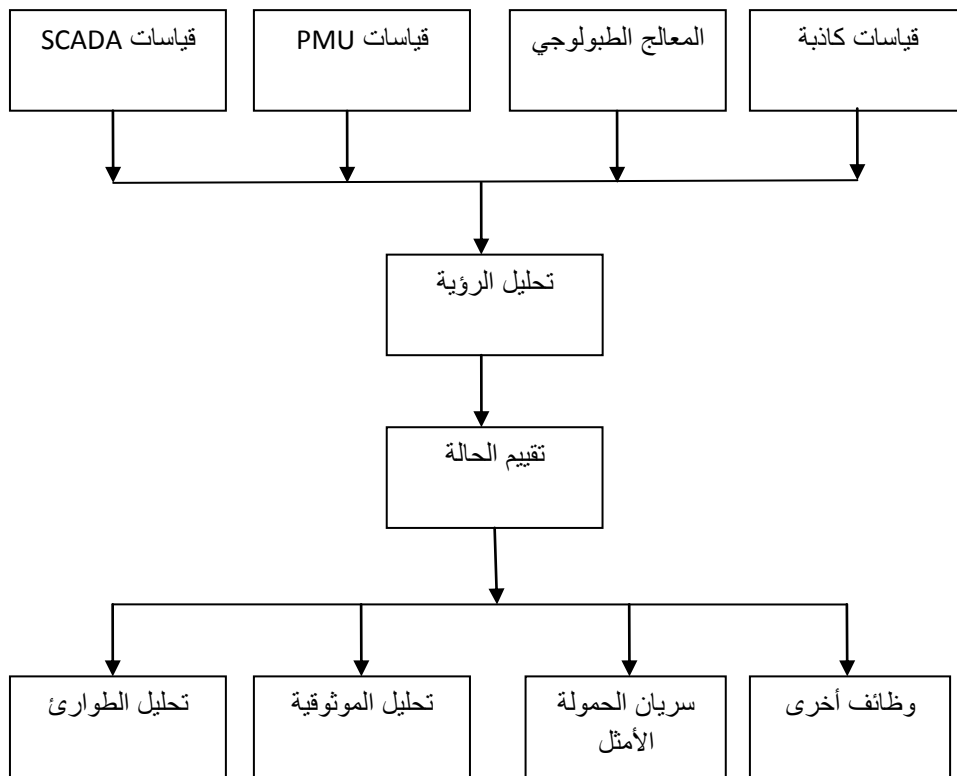 قياسات كاذبة
المعالج الطبولوجي
قياسات PMU
قياسات SCADA
تحليل الرؤية
تقييم الحالة
وظائف أخرى
سريان الحمولة
الأمثل
تحليل الموثوقية
تحليل الطوارئ